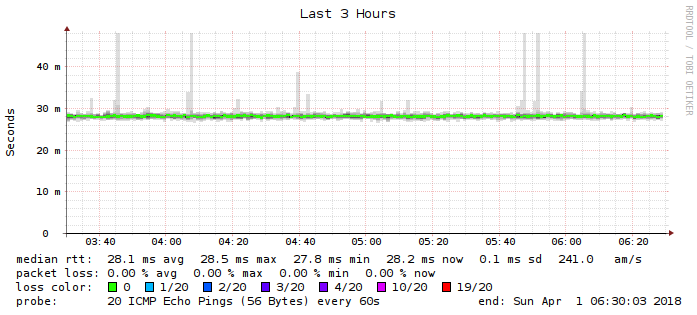 Last 3 Hours
RRDTOOL / TOBI OETIKER
Seconds
40 m
30 m
20 m
10 m
0
03:40 04:00 04:20 04:40 05:00 05:20 05:40 06:00 06:20
median rtt: 28.1 ms avg 28.5 ms max 27.8 ms min 28.2 ms now 0.1 ms sd 241.0 am/s
packet loss: 0.00 % avg 0.00 % max 0.00 % min 0.00 % now
loss color: 0 1/20 2/20 3/20 4/20 10/20 19/20
probe: 20 ICMP Echo Pings (56 Bytes) every 60s end: Sun Apr 1 06:30:03 2018